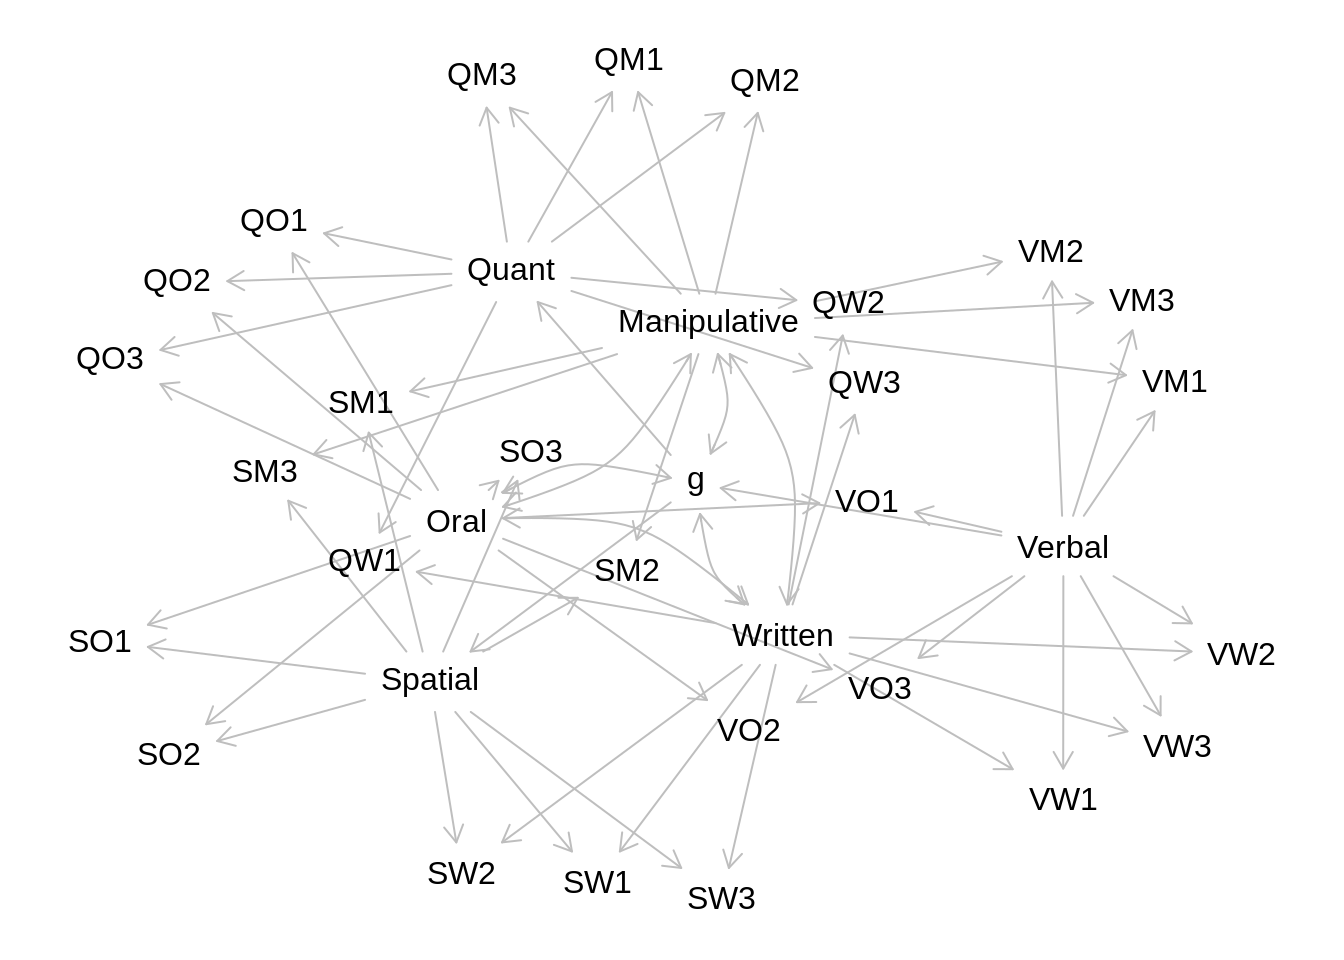 QM1
QM3
QM2
QO1
VM2
Quant
QO2
VM3
QW2
Manipulative
QO3
VM1
QW3
SM1
SO3
SM3
g
VO1
Oral
Verbal
QW1
SM2
Written
SO1
VW2
Spatial
VO3
VO2
VW3
SO2
VW1
SW2
SW1
SW3